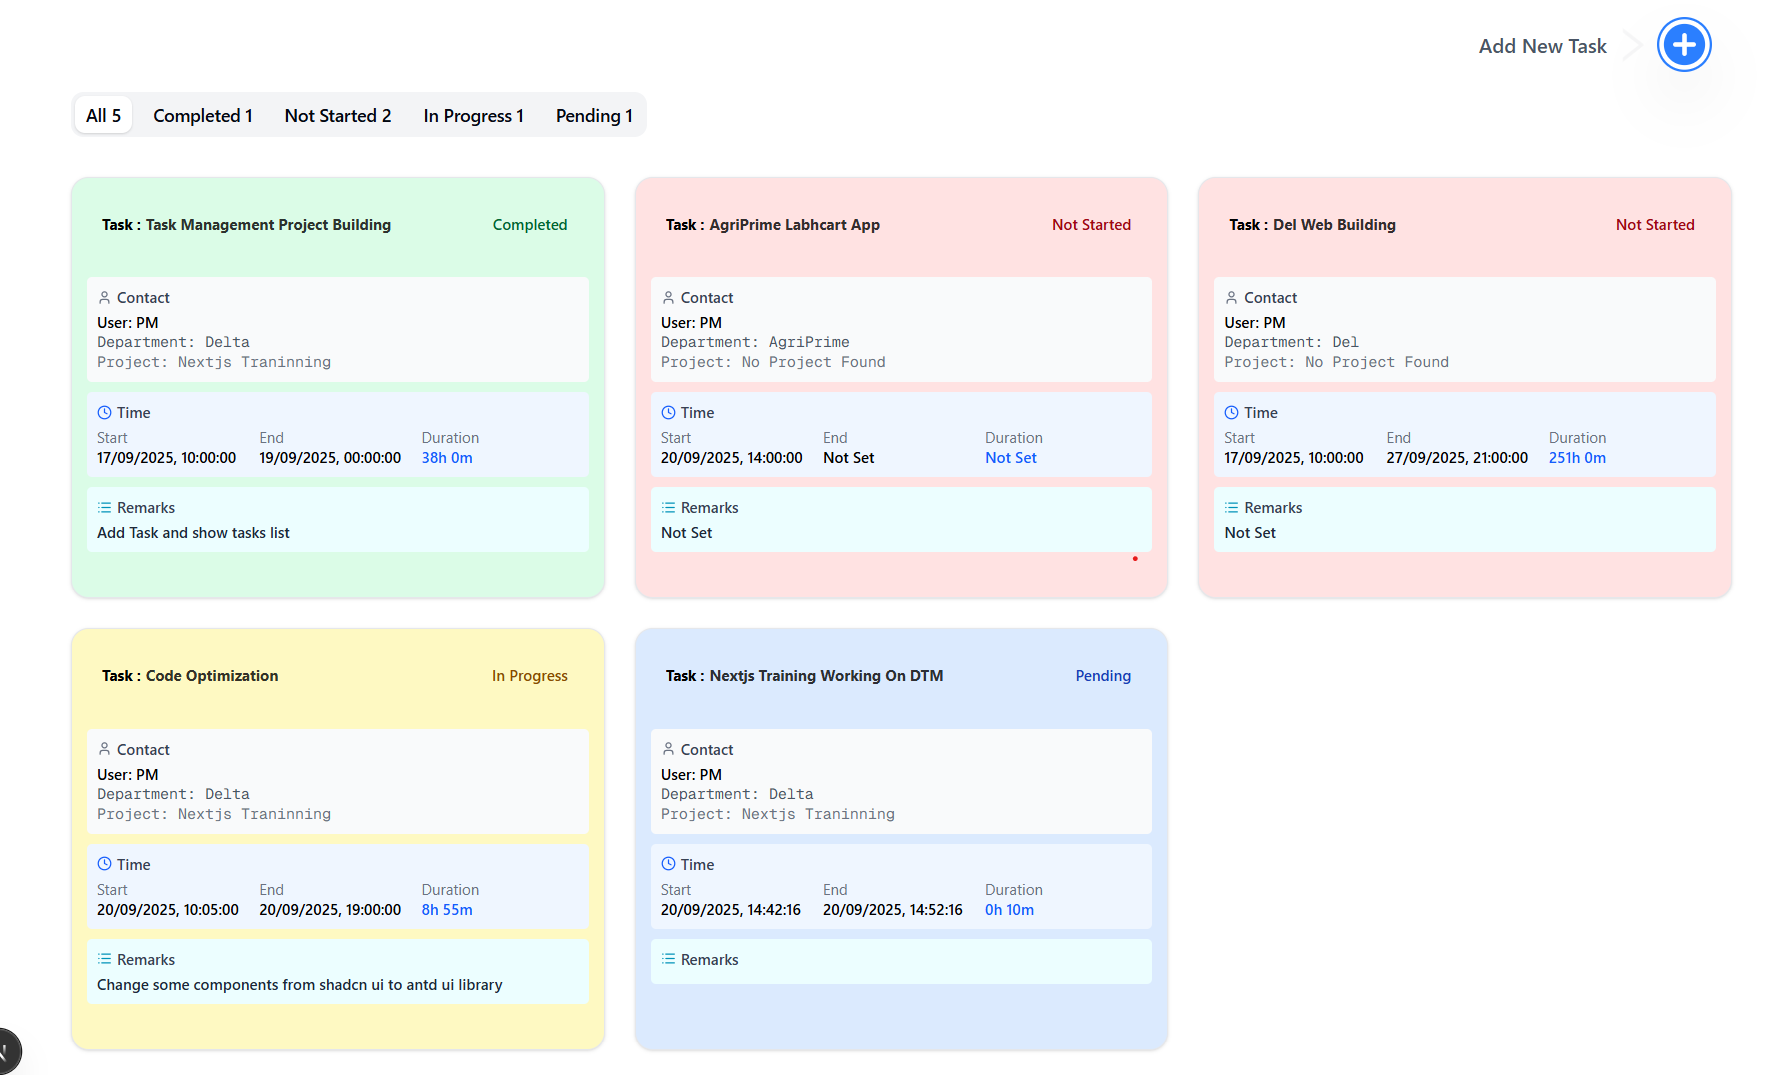 Add New Task
All 5 Completed 1 Not Started 2 In Progress 1 Pending 1
Task : Task Management Project Building Completed
Contact
User: PM
Department: Delta
Project: Nextjs Traninning
Time
Start End Duration
17/09/2025, 10:00:00 19/09/2025, 00:00:00 38h 0m
Remarks
Add Task and show tasks list
Task : AgriPrime Labhcart App Not Started
Contact
User: PM
Department: AgriPrime
Project: No Project Found
Time
Start End Duration
20/09/2025, 14:00:00 Not Set Not Set
Remarks
Not Set
Task : Del Web Building Not Started
Contact
User: PM
Department: Del
Project: No Project Found
Time
Start End Duration
17/09/2025, 10:00:00 27/09/2025, 21:00:00 251h 0m
Remarks
Not Set
Task : Code Optimization In Progress
Contact
User: PM
Department: Delta
Project: Nextjs Traninning
Time
Start End Duration
20/09/2025, 10:05:00 20/09/2025, 19:00:00 8h 55m
Remarks
Change some components from shadcn ui to antd ui library
Task : Nextjs Training Working On DTM Pending
Contact
User: PM
Department: Delta
Project: Nextjs Traninning
Time
Start End Duration
20/09/2025, 14:42:16 20/09/2025, 14:52:16 0h 10m
Remarks